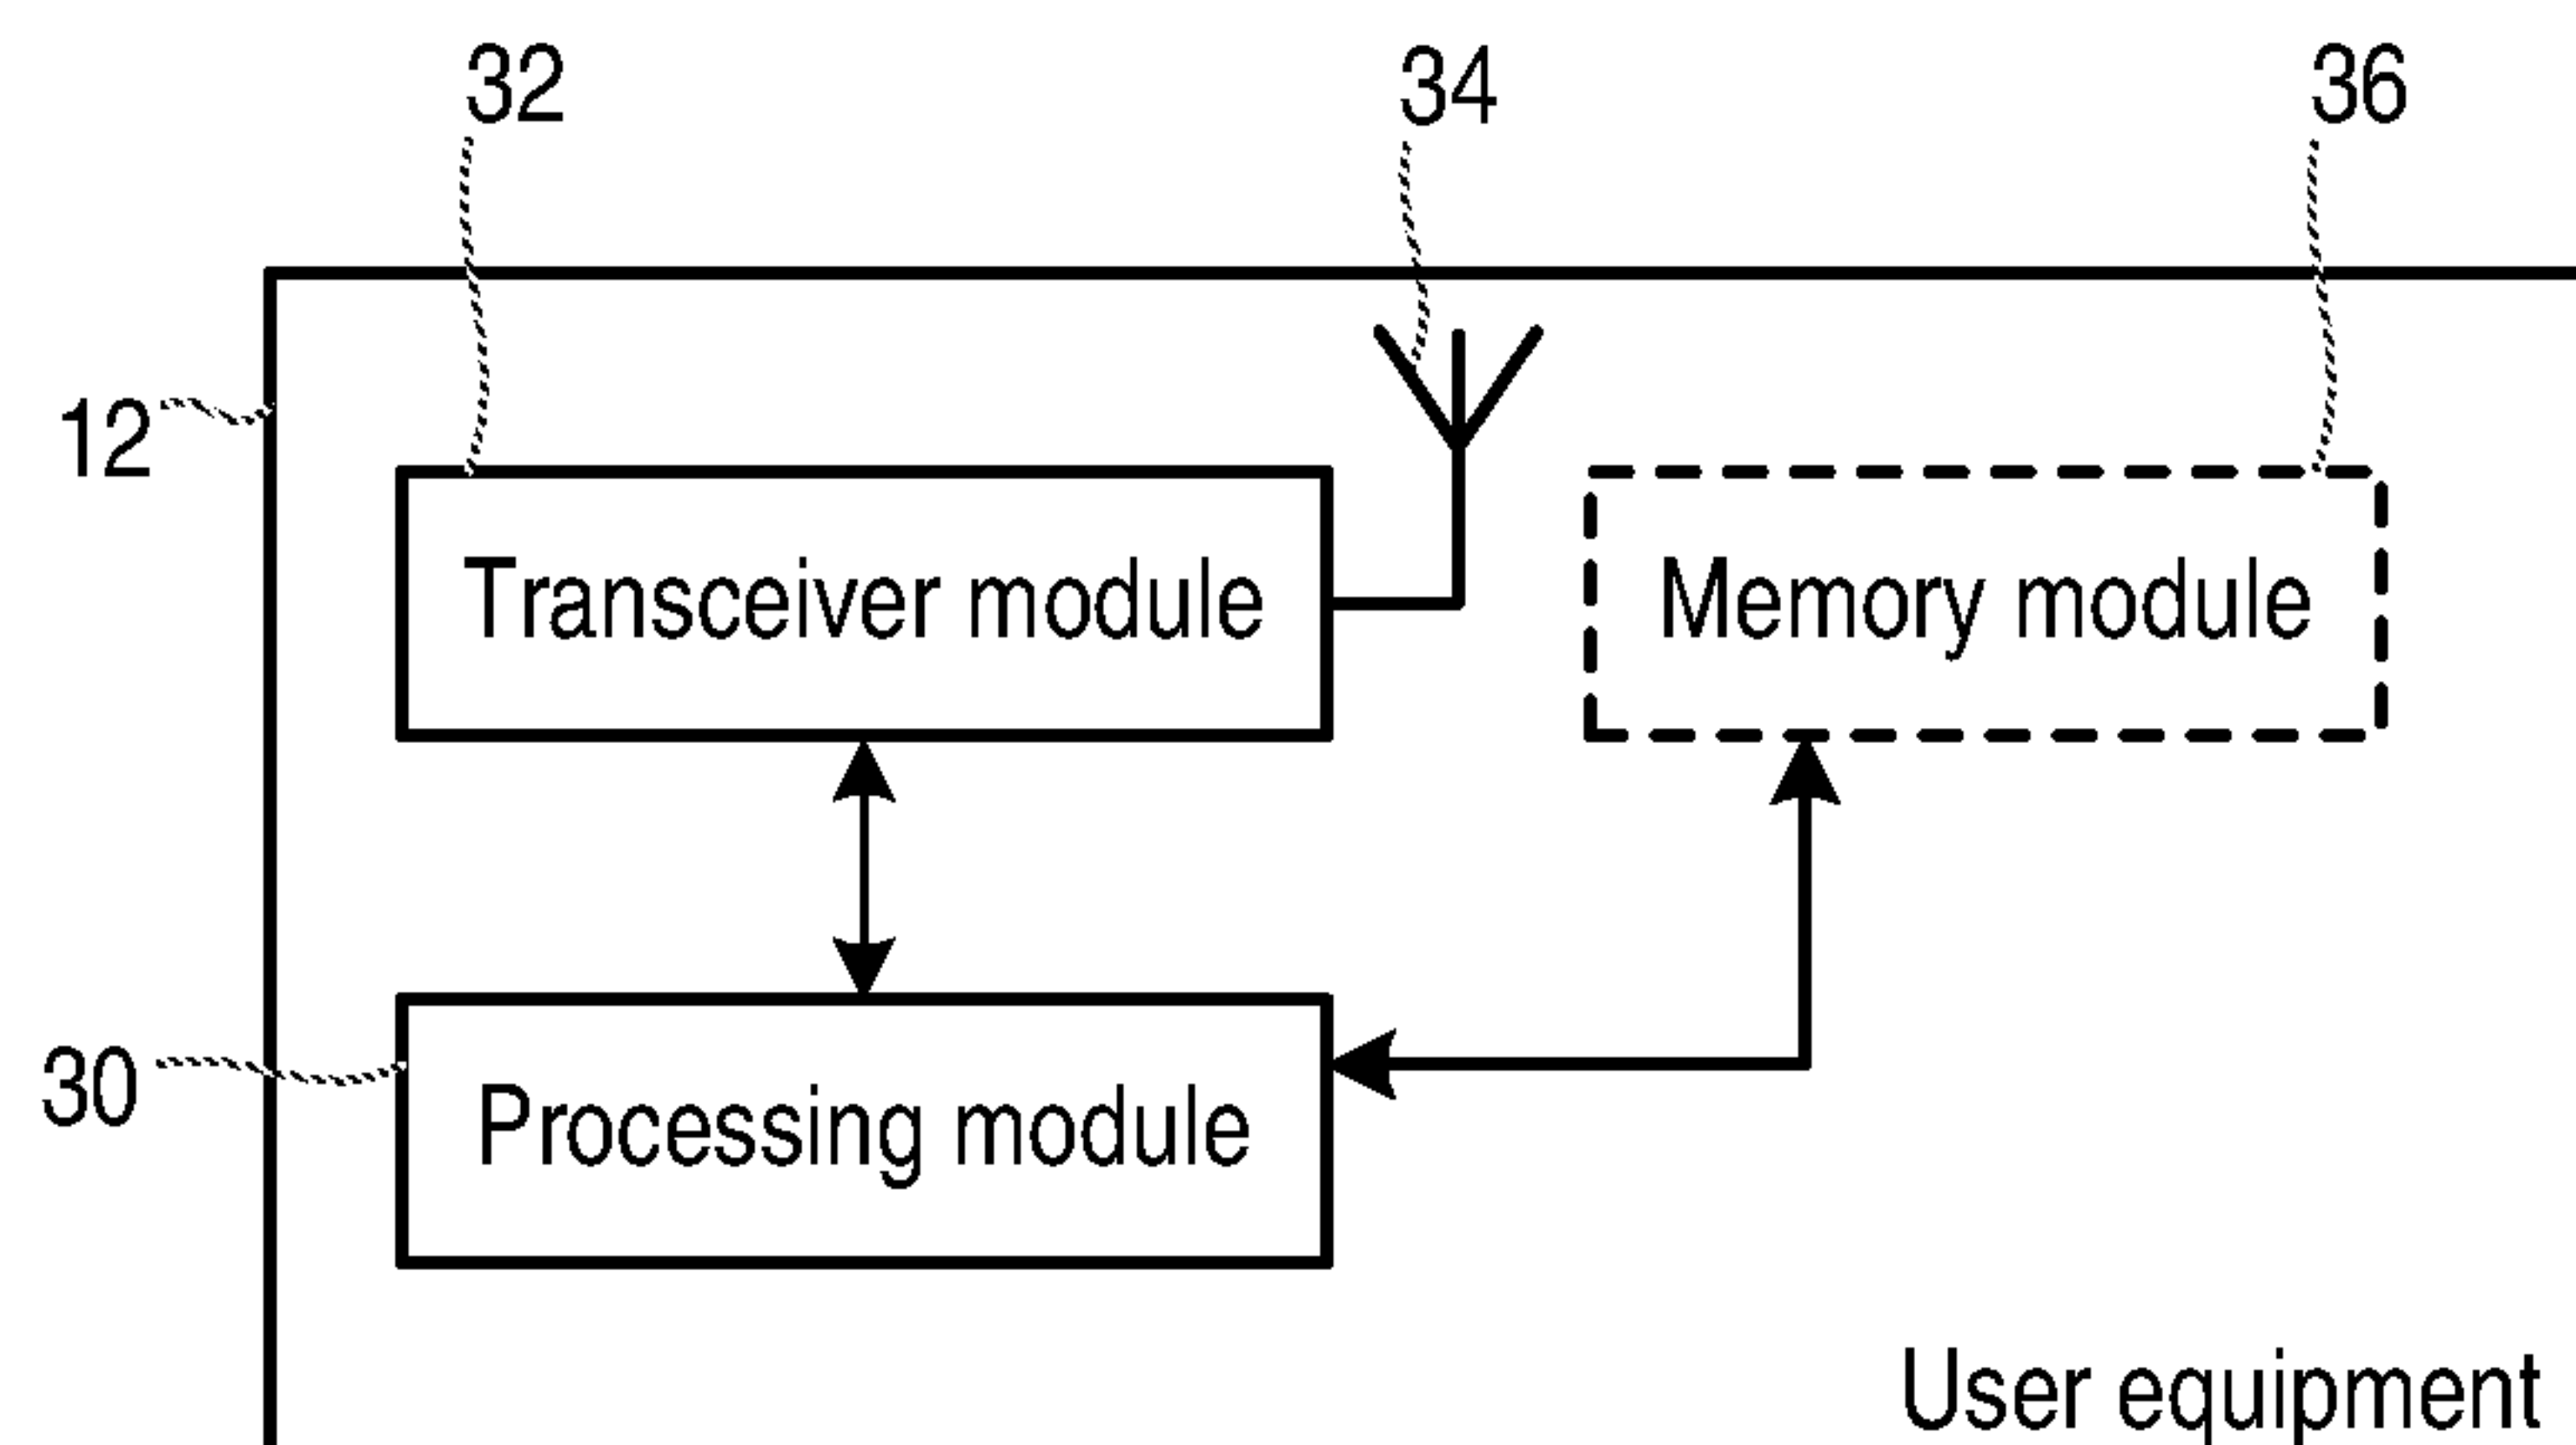 32
34
36
12
Transceiver module
Memory module
30
Processing module
User equipment